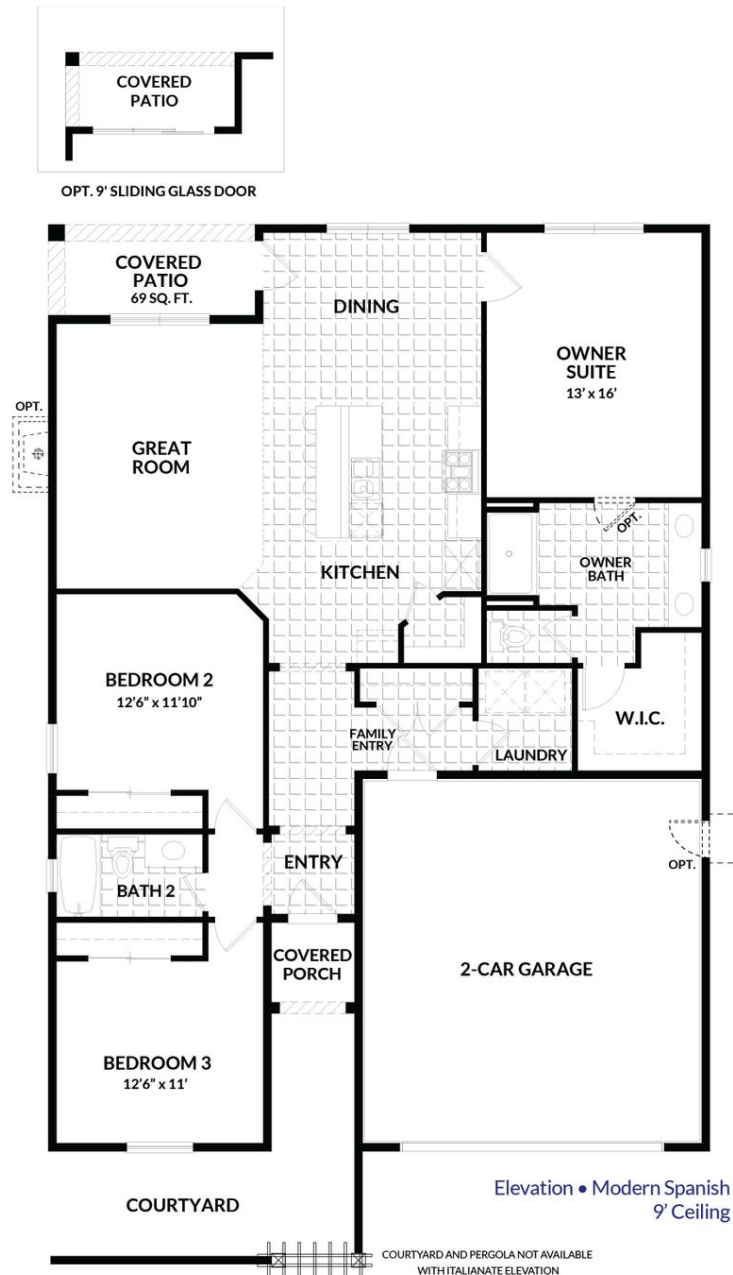 COVERED
PATIO
OPT. 9' SLIDING GLASS DOOR
COVERED
PATIO
69 SQ. FT.
DINING
OWNER
SUITE
13' x 16'
OPT.
GREAT
ROOM
OPT.
OWNER
BATH
KITCHEN
BEDROOM 2
12'6" x 11'10"
W.I.C.
FAMILY
ENTRY
LAUNDRY
ENTRY
OPT.
BATH 2
COVERED
PORCH
2-CAR GARAGE
BEDROOM 3
12'6" x 11'
Elevation • Modern Spanish
9' Ceiling
COURTYARD
COURTYARD AND PERGOLA NOT AVAILABLE
WITH ITALIANATE ELEVATION